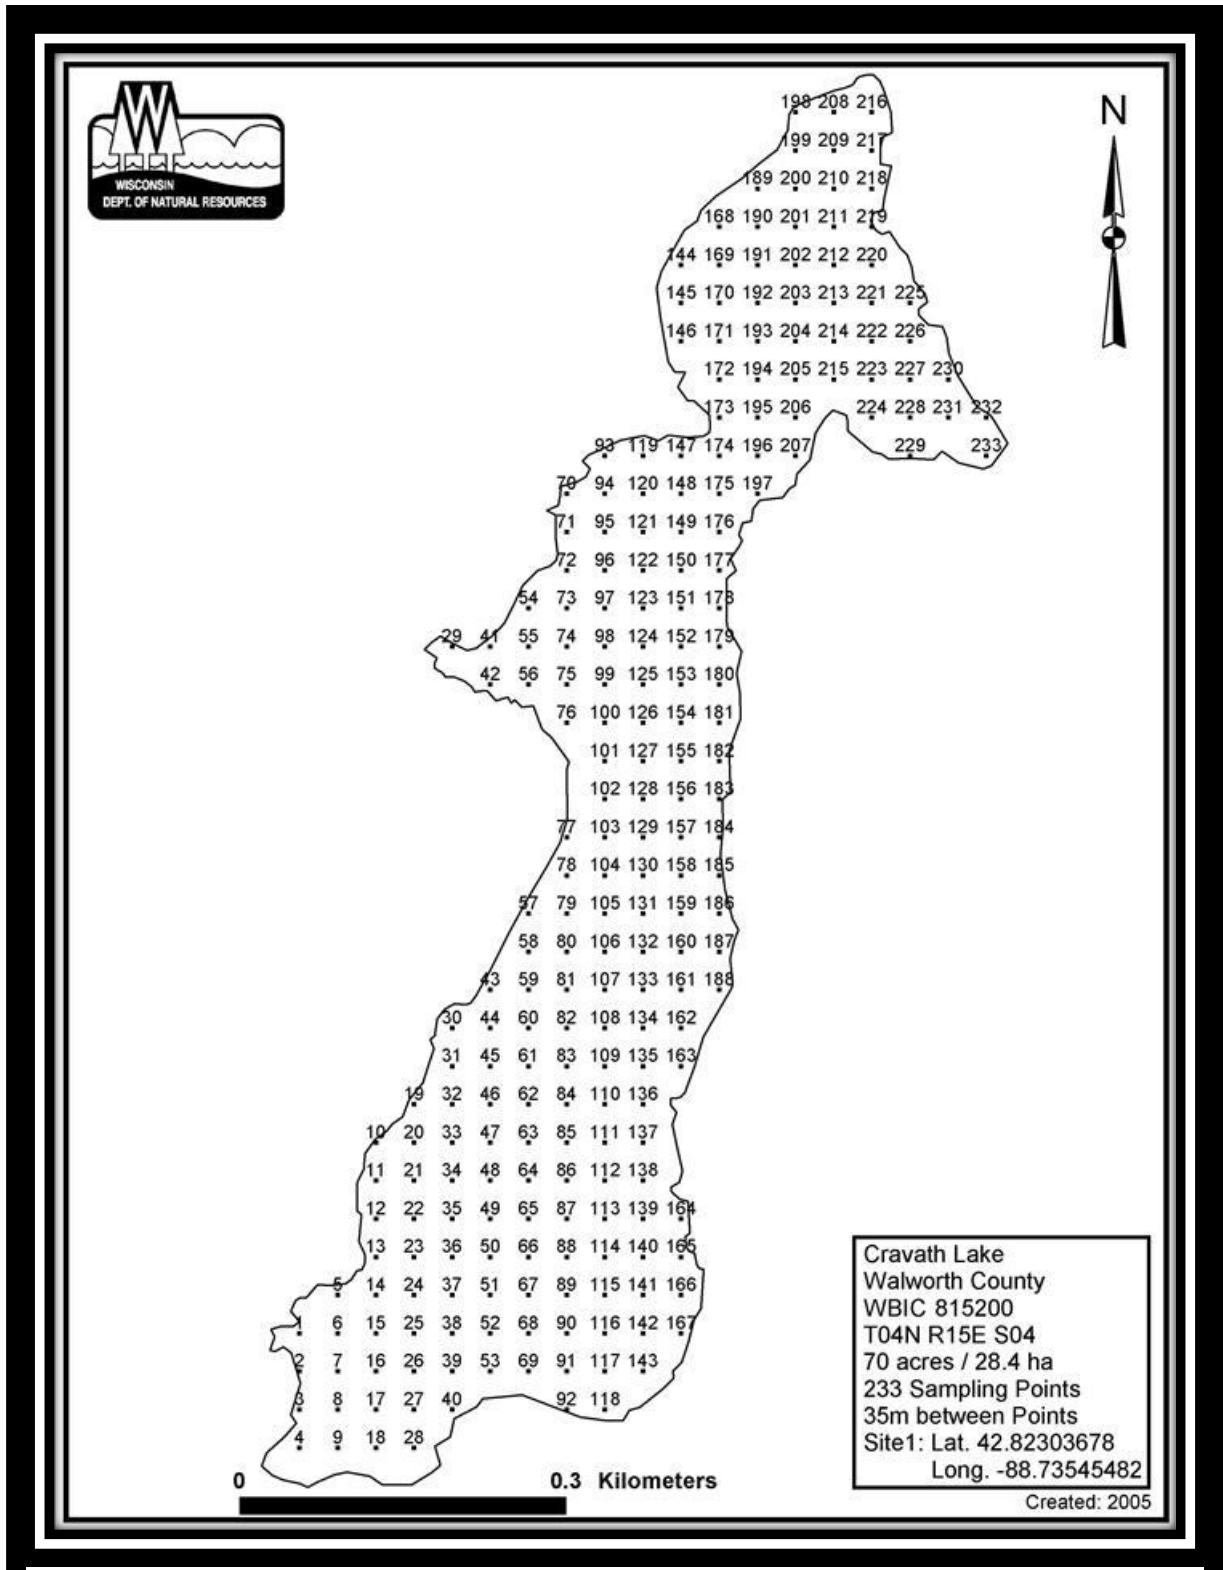 198 208 216
N
199 209 217
WISCONSIN
DEPT. OF NATURAL RESOURCES
189 200 210 218
168 190 201 211 219
144 169 191 202 212 220
145 170 192 203 213 221 225
146 171 193 204 214 222 226
172 194 205 215 223 227 230
173 195 206 224 228 231 232
93 119 147 174 196 207 229 233
70 94 120 148 175 197
71 95 121 149 176
72 96 122 150 177
54 73 97 123 151 178
29 41 55 74 98 124 152 179
42 56 75 99 125 153 180
76 100 126 154 181
101 127 155 182
102 128 156 183
77 103 129 157 184
78 104 130 158 185
57 79 105 131 159 186
58 80 106 132 160 187
43 59 81 107 133 161 188
30 44 60 82 108 134 162
31 45 61 83 109 135 163
19 32 46 62 84 110 136
10 20 33 47 63 85 111 137
11 21 34 48 64 86 112 138
12 22 35 49 65 87 113 139 164
13 23 36 50 66 88 114 140 165
5 14 24 37 51 67 89 115 141 166
1 6 15 25 38 52 68 90 116 142 167
2 7 16 26 39 53 69 91 117 143
3 8 17 27 40 92 118
4 9 18 28
0 0.3 Kilometers
Cravath Lake
Walworth County
WBIC 815200
T04N R15E S04
70 acres / 28.4 ha
233 Sampling Points
35m between Points
Site1: Lat. 42.82303678
Long. -88.73545482
Created: 2005